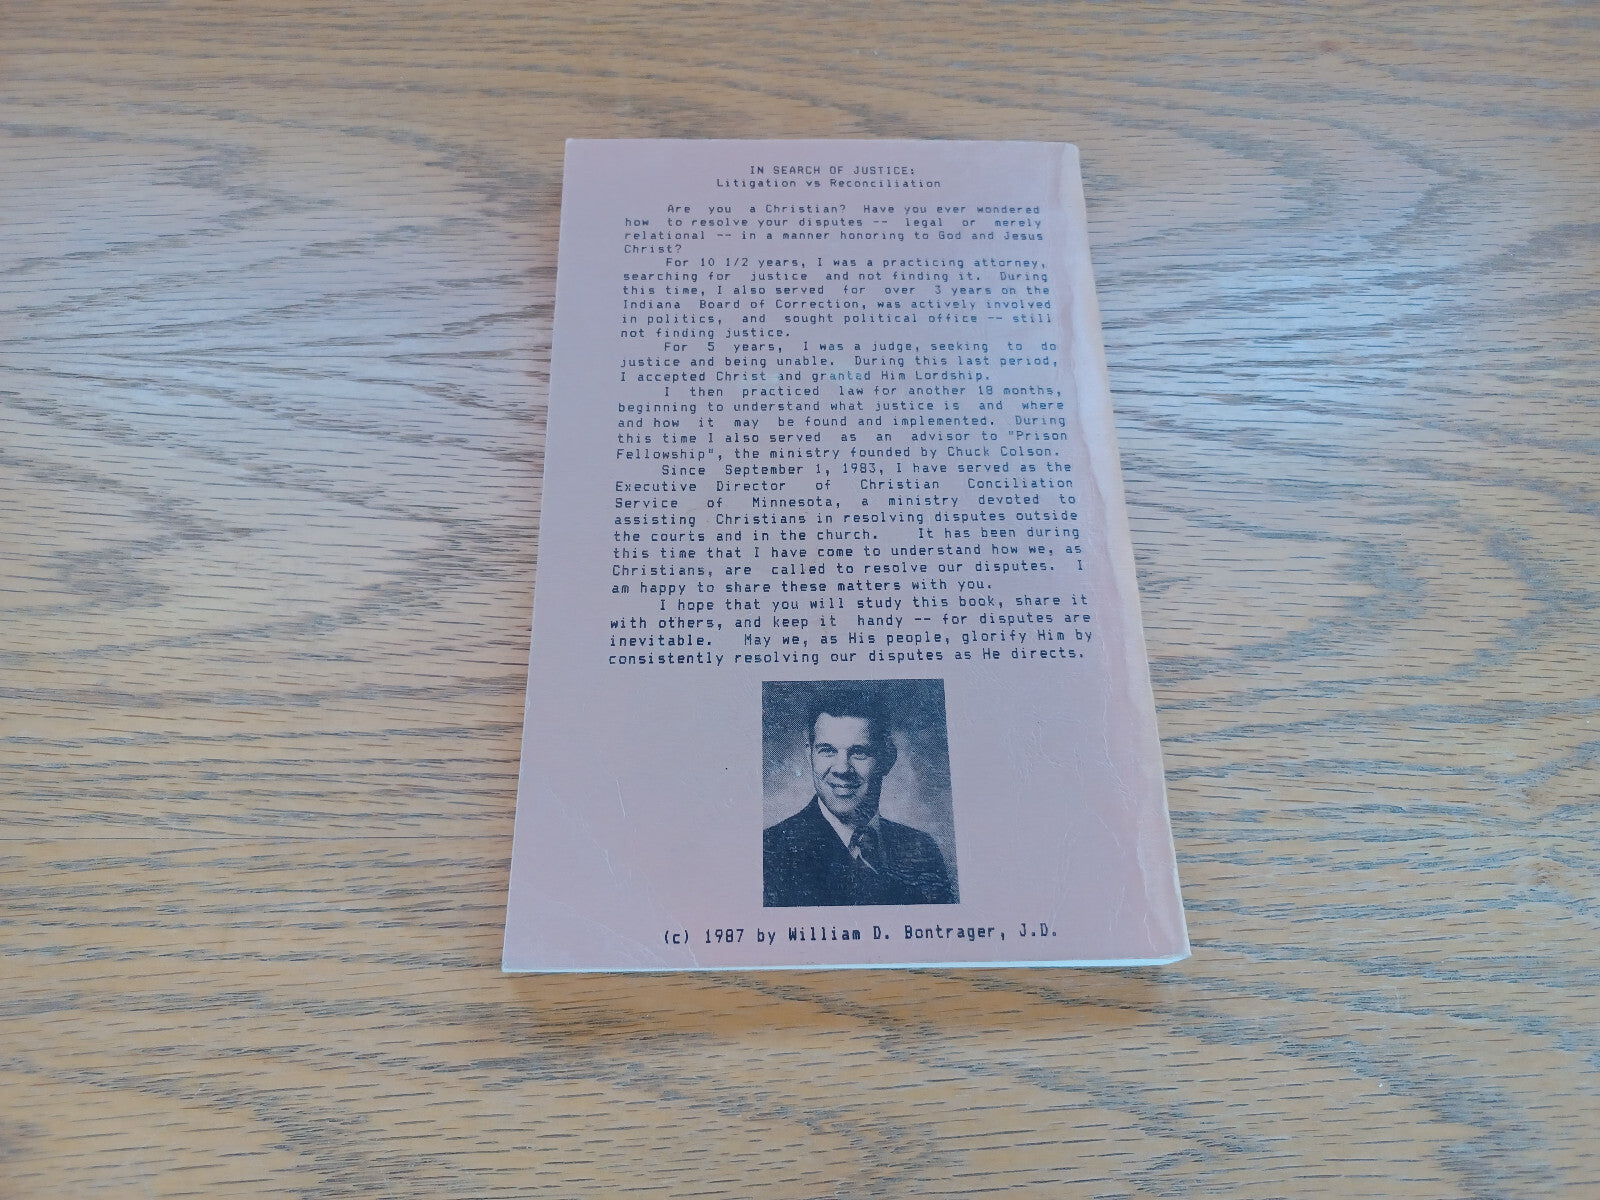 IN SEARCH OF JUSTICE:
Litigation vs Reconciliation
Are you a Christian? Have you ever wondered
how to resolve your disputes -- legal or merely
relational -- in a manner honoring to God and Jesus
Christ?
For 10 1/2 years, I was a practicing attorney,
searching for justice and not finding it. During
this time, I also served for over 3 years on the
Indiana Board of Correction, was actively involved
in politics, and sought political office -- still
not finding justice.
For 5 years, I was a judge, seeking to do
justice and being unable. During this last period,
I accepted Christ and granted Him Lordship.
I then practiced law for another 18 months,
beginning to understand what justice is and where
and how it may be found and implemented. During
this time I also served as an advisor to "Prison
Fellowship", the ministry founded by Chuck Colson.
Since September 1, 1983, I have served as the
Executive Director of Christian Conciliation
Service of Minnesota, a ministry devoted to
assisting Christians in resolving disputes outside
the courts and in the church. It has been during
this time that I have come to understand how we, as
Christians, are called to resolve our disputes. I
am happy to share these matters with you.
I hope that you will study this book, share it
with others, and keep it handy -- for disputes are
inevitable. May we, as His people, glorify Him by
consistently resolving our disputes as He directs.
(c) 1987 by William D. Bontrager, J.D.